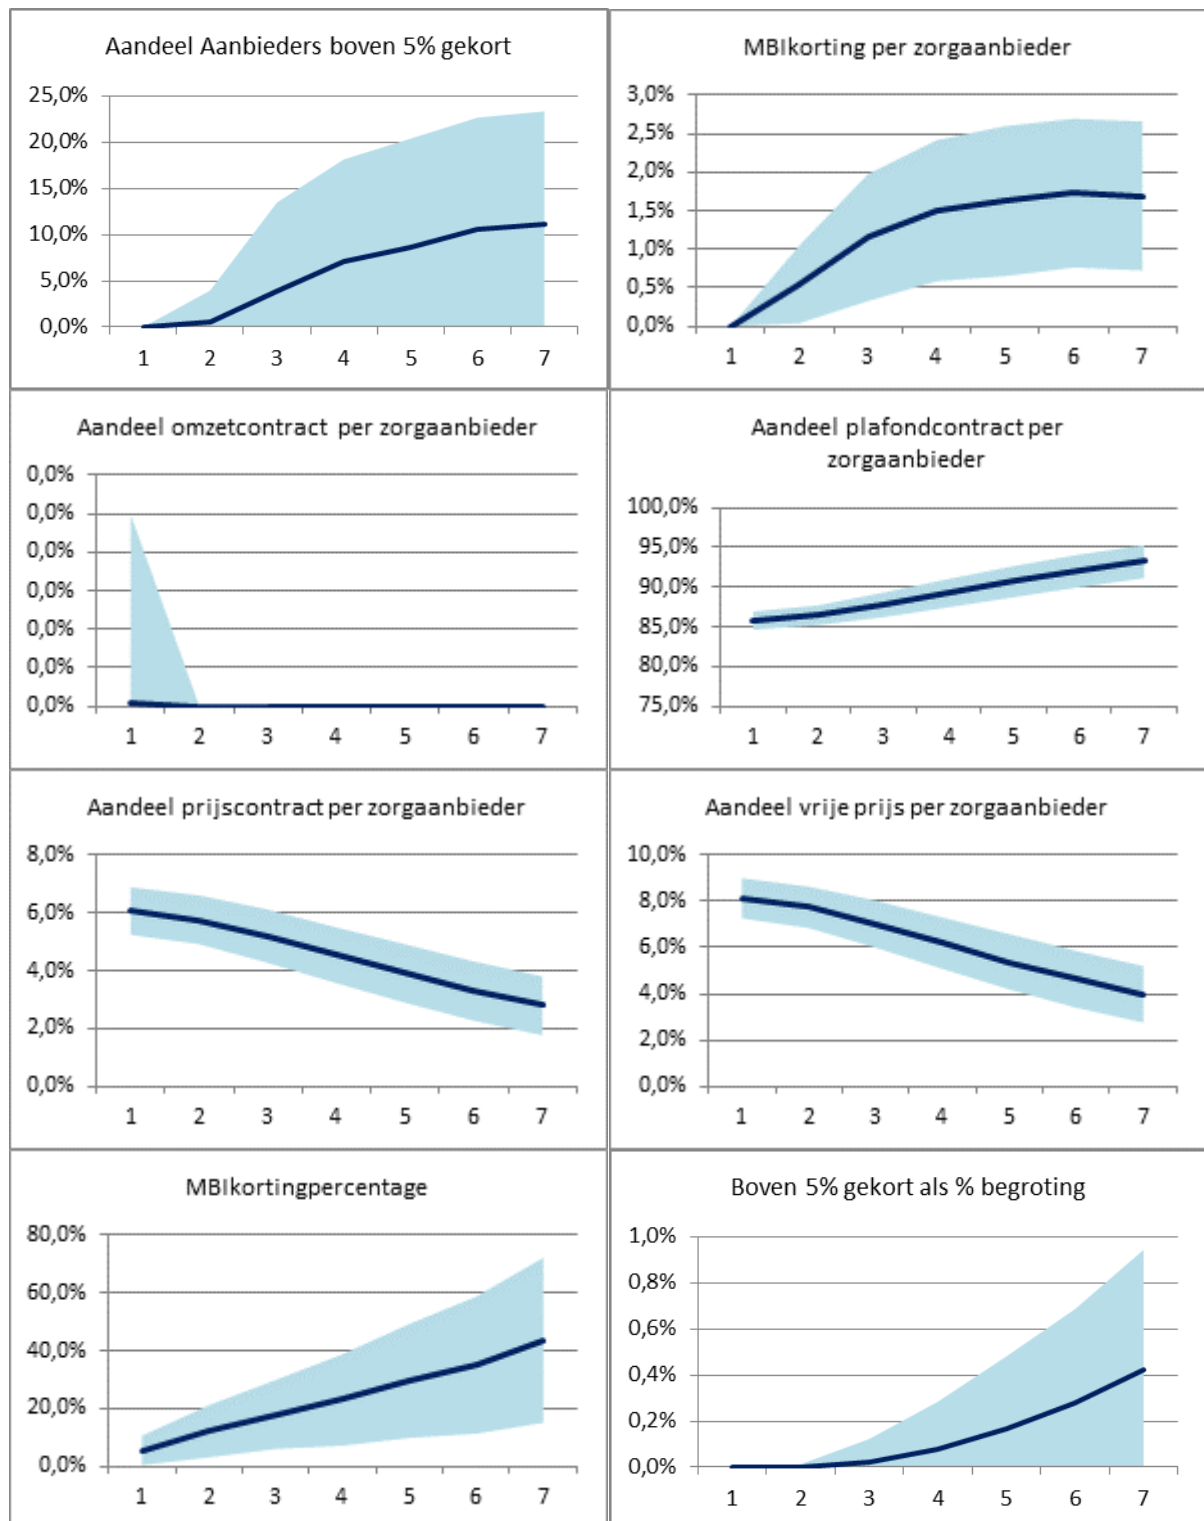 Aandeel Aanbieders boven 5% gekort
25,0%
20,0%
15,0%
10,0%
5,0%
0,0%
1 2 3 4 5 6 7
MBIkorting per zorgaanbieder
3,0%
2,5%
2,0%
1,5%
1,0%
0,5%
0,0%
1 2 3 4 5 6 7
Aandeel omzetcontract per zorgaanbieder
0,0%
0,0%
0,0%
0,0%
0,0%
0,0%
0,0%
1 2 3 4 5 6 7
Aandeel plafondcontract per
zorgaanbieder
100,0%
95,0%
90,0%
85,0%
80,0%
75,0%
1 2 3 4 5 6 7
Aandeel prijscontract per zorgaanbieder
8,0%
6,0%
4,0%
2,0%
0,0%
1 2 3 4 5 6 7
Aandeel vrije prijs per zorgaanbieder
10,0%
8,0%
6,0%
4,0%
2,0%
0,0%
1 2 3 4 5 6 7
MBIkortingpercentage
80,0%
60,0%
40,0%
20,0%
0,0%
1 2 3 4 5 6 7
Boven 5% gekort als % begroting
1,0%
0,8%
0,6%
0,4%
0,2%
0,0%
1 2 3 4 5 6 7